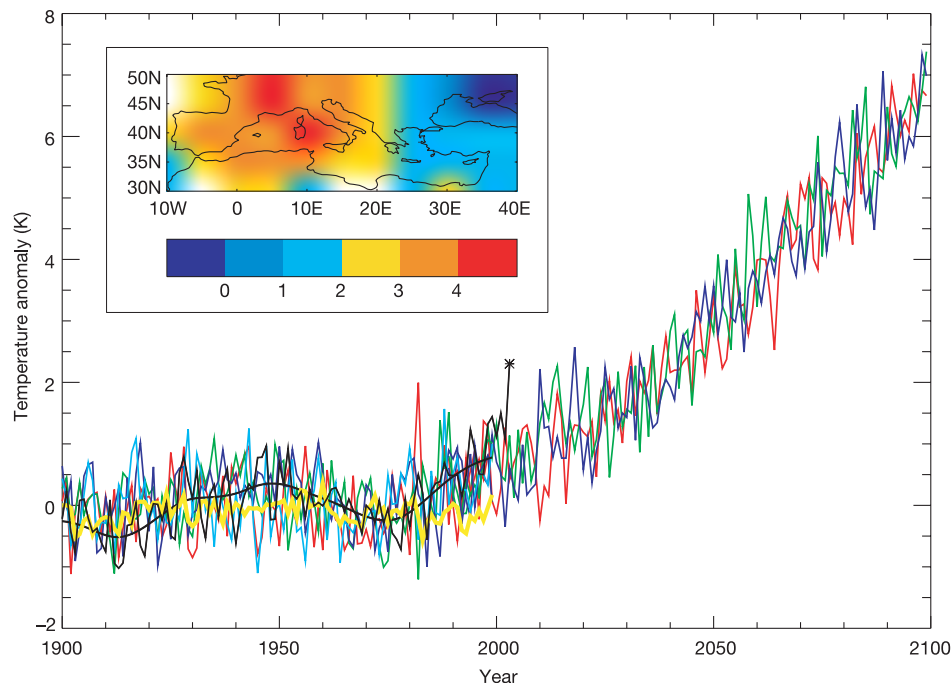 8
6
4
2
0
−2
Temperature anomaly (K)
50N
45N
40N
35N
30N
10W 0 10E 20E 30E 40E
0 1 2 3 4
1900 1950 2000 2050 2100
Year